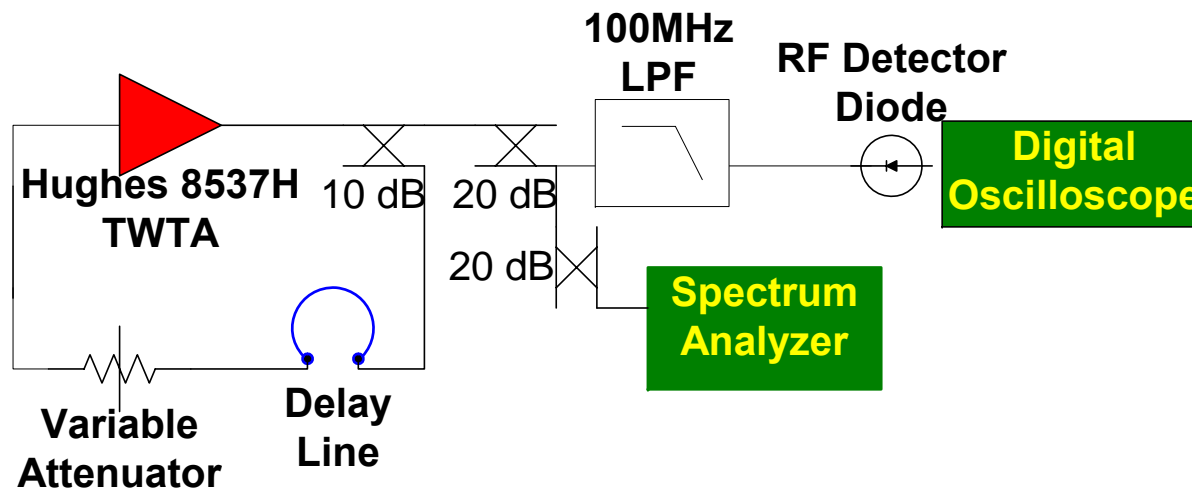 100MHz
LPF
RF Detector
Diode
Digital
Oscilloscope
Hughes 8537H
TWTA
10 dB
20 dB
20 dB
Spectrum
Analyzer
Variable
Attenuator
Delay
Line